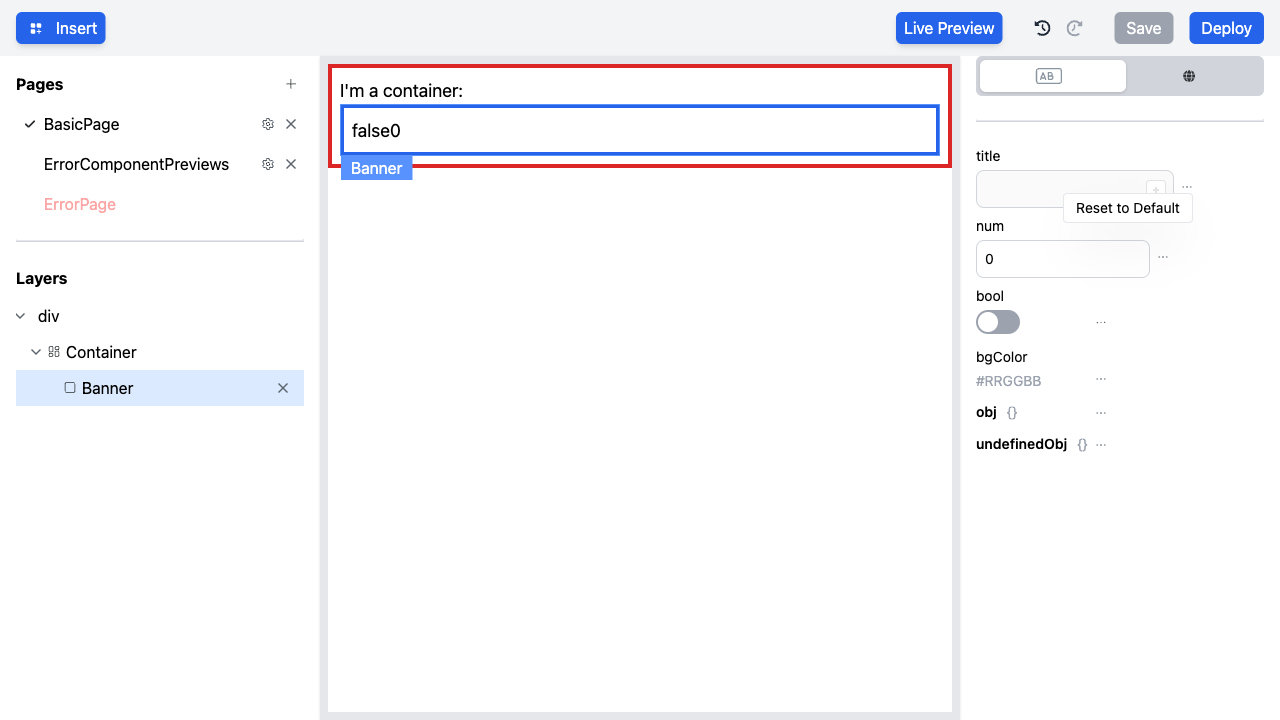 Insert
Live Preview
Save
Deploy
Pages
BasicPage
ErrorComponentPreviews
ErrorPage
Layers
div
Container
Banner
I'm a container:
false0
Banner
AB
title
Reset to Default
num
0
bool
bgColor
#RRGGBB
obj {}
undefinedObj {}